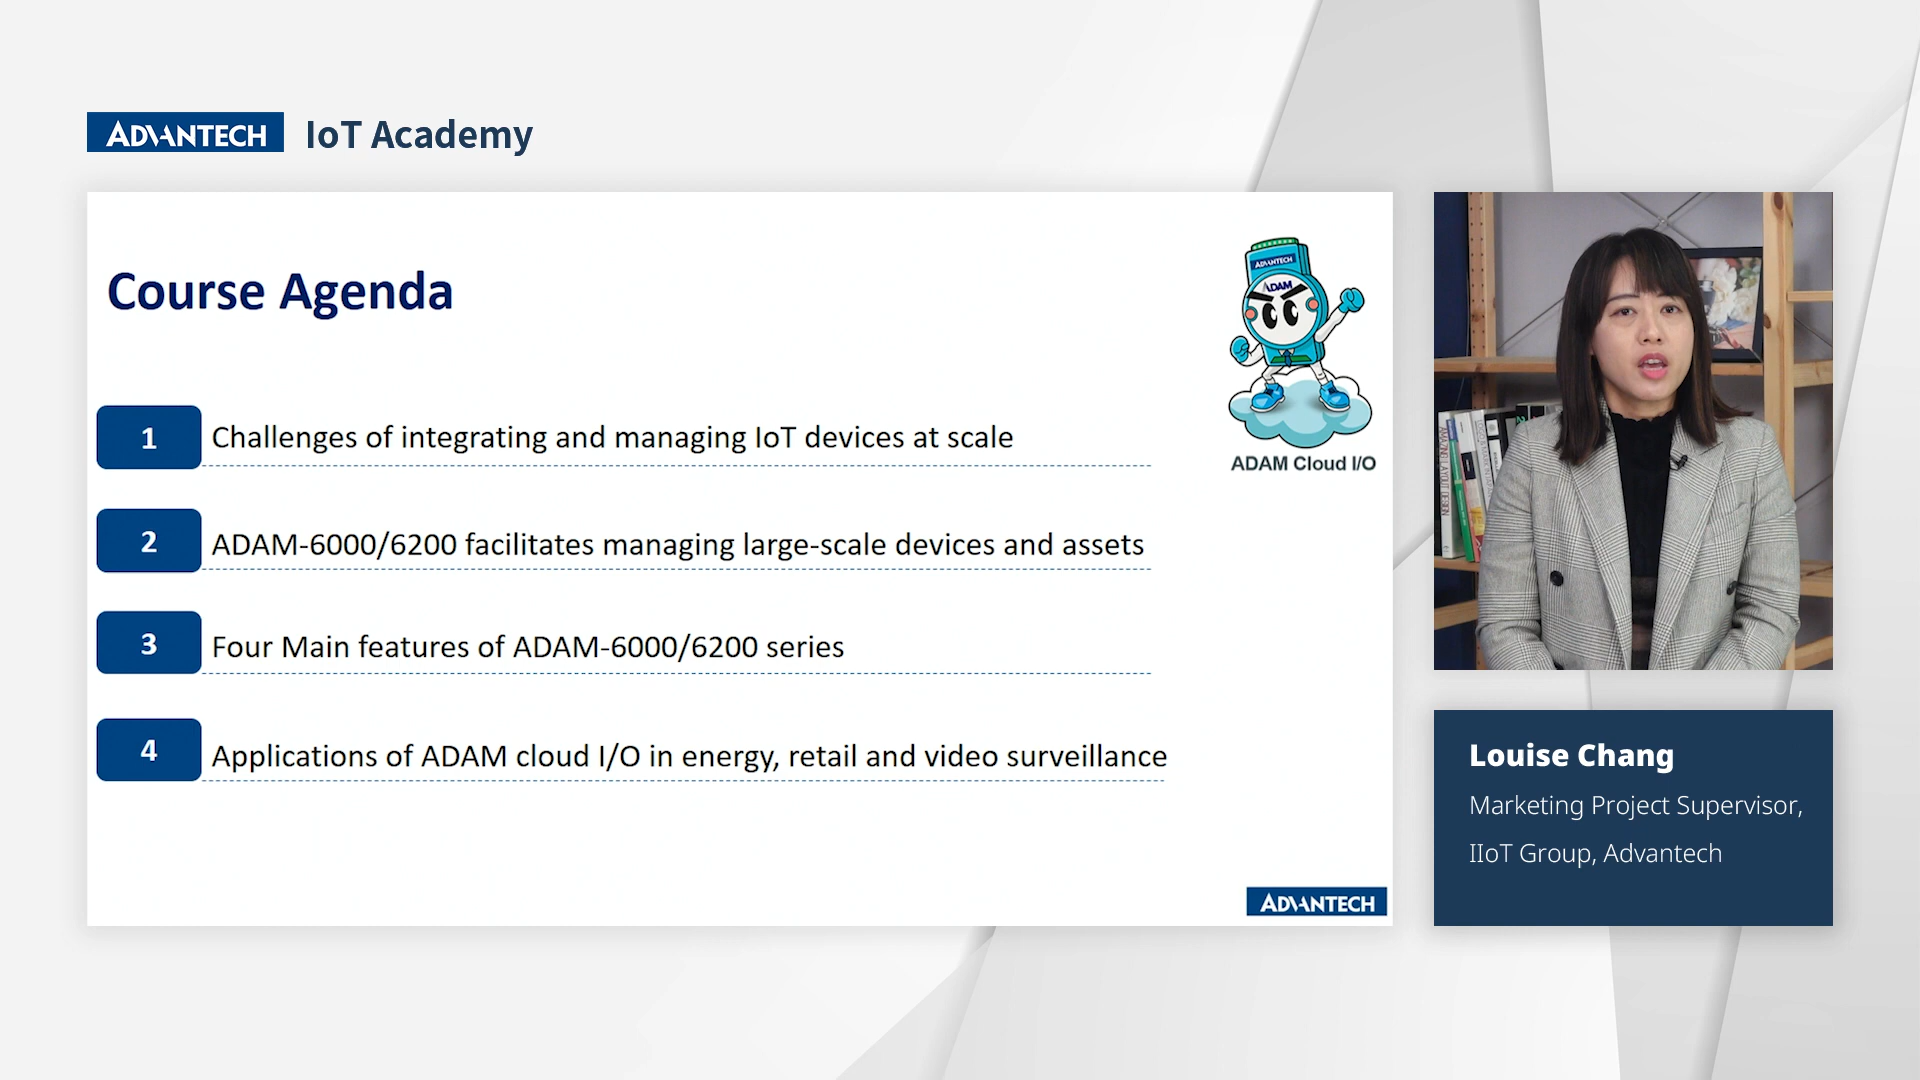 ADVANTECH IoT Academy
Course Agenda
ADVANTECH
ADAM
ADAM Cloud I/O
1 Challenges of integrating and managing IoT devices at scale
2 ADAM-6000/6200 facilitates managing large-scale devices and assets
3 Four Main features of ADAM-6000/6200 series
4 Applications of ADAM cloud I/O in energy, retail and video surveillance
ADVANTECH
Louise Chang
Marketing Project Supervisor,
IIoT Group, Advantech